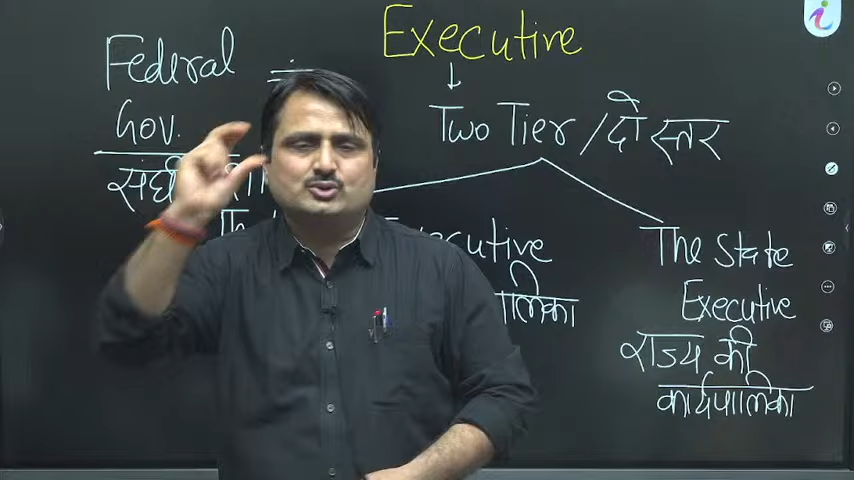 Executive
Federal
Gov.
संघी
Two Tier / दो स्तर
The State
Executive
राज्य की
कार्यपालिका